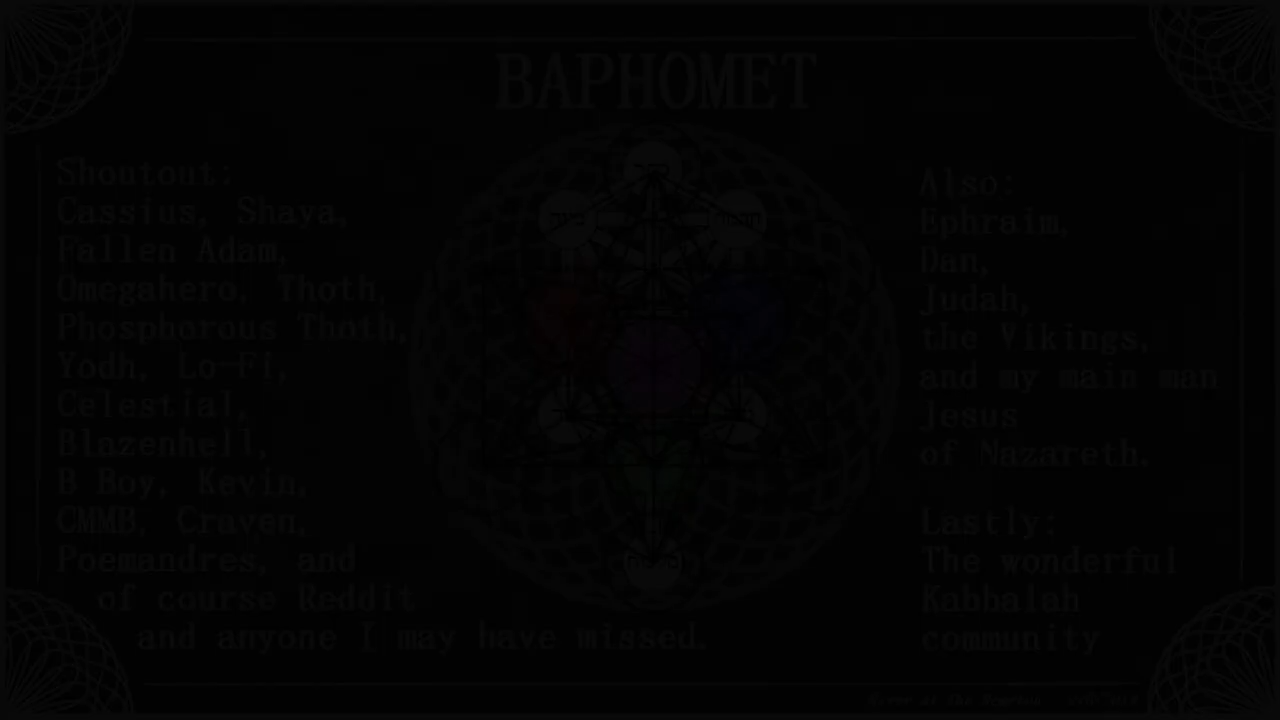 BAPHOMET
Shoutout:
Cassius, Shaya,
Fallen Adam,
Omegahero, Thoth,
Phosphorous Thoth,
Yodh, Lo-Fi,
Celestial,
Blazenhell,
B Boy, Kevin,
CMMB, Craven,
Poemandres, and
of course Reddit
and anyone I may have missed.
Also:
Ephraim,
Dan,
Judah,
the Vikings,
and my main man
Jesus
of Nazareth.
Lastly:
The wonderful
Kabbalah
community